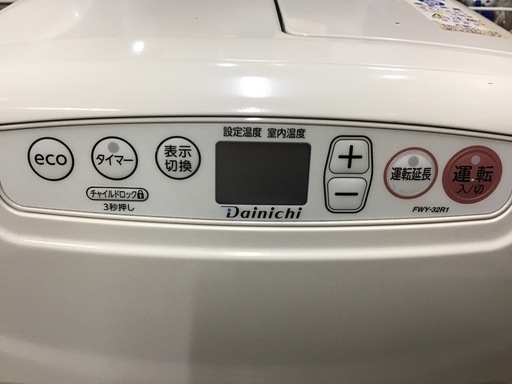 設定温度 室内温度
eco
タイマー
表示
切換
チャイルドロック
3秒押し
Dainichi
運転延長
運転
入/切
FWY-32R1